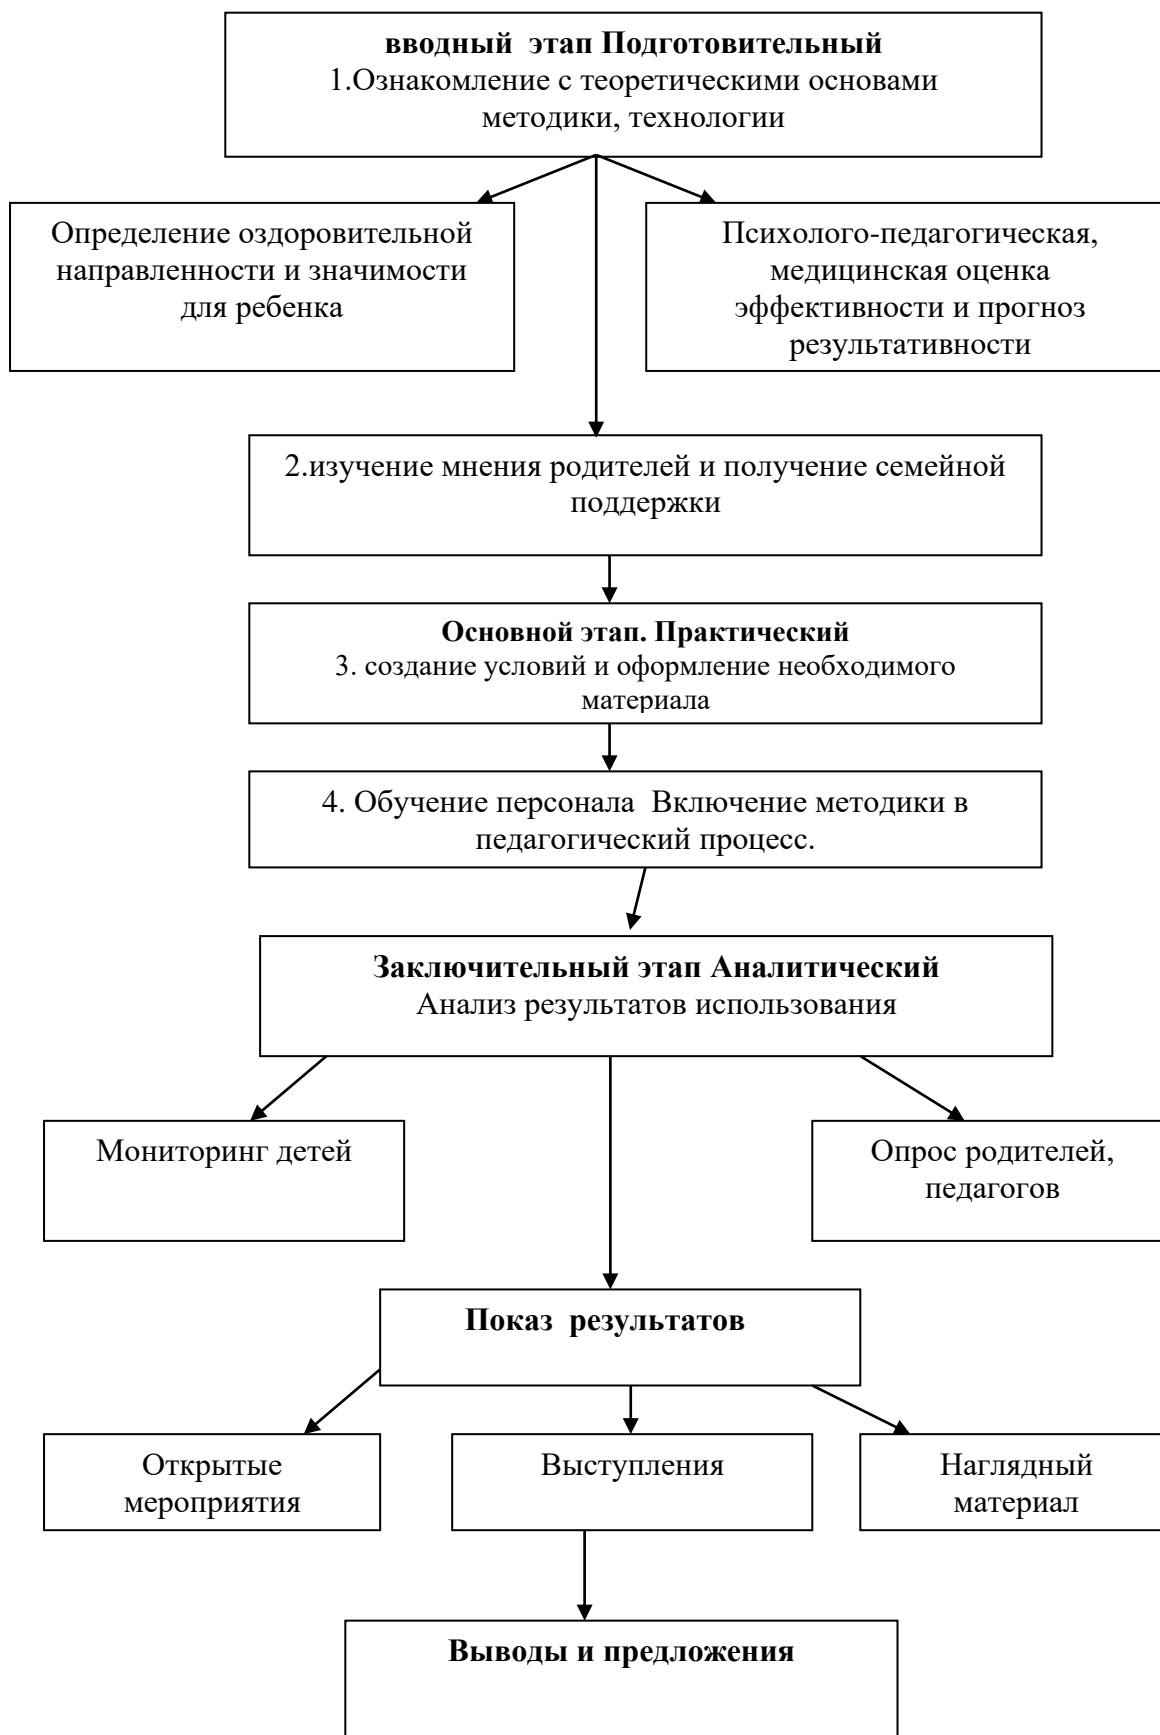 вводный  этап Подготовительный
1.Ознакомление с теоретическими основами
методики, технологии
Определение оздоровительной
направленности и значимости
для ребенка
Психолого-педагогическая,
медицинская оценка
эффективности и прогноз
результативности
2.изучение мнения родителей и получение семейной
поддержки
Основной этап. Практический
3. создание условий и оформление необходимого
материала
4. Обучение персонала  Включение методики в
педагогический процесс.
Заключительный этап Аналитический
Анализ результатов использования
Мониторинг детей
Опрос родителей,
педагогов
Показ  результатов
Открытые
мероприятия
Выступления
Наглядный
материал
Выводы и предложения